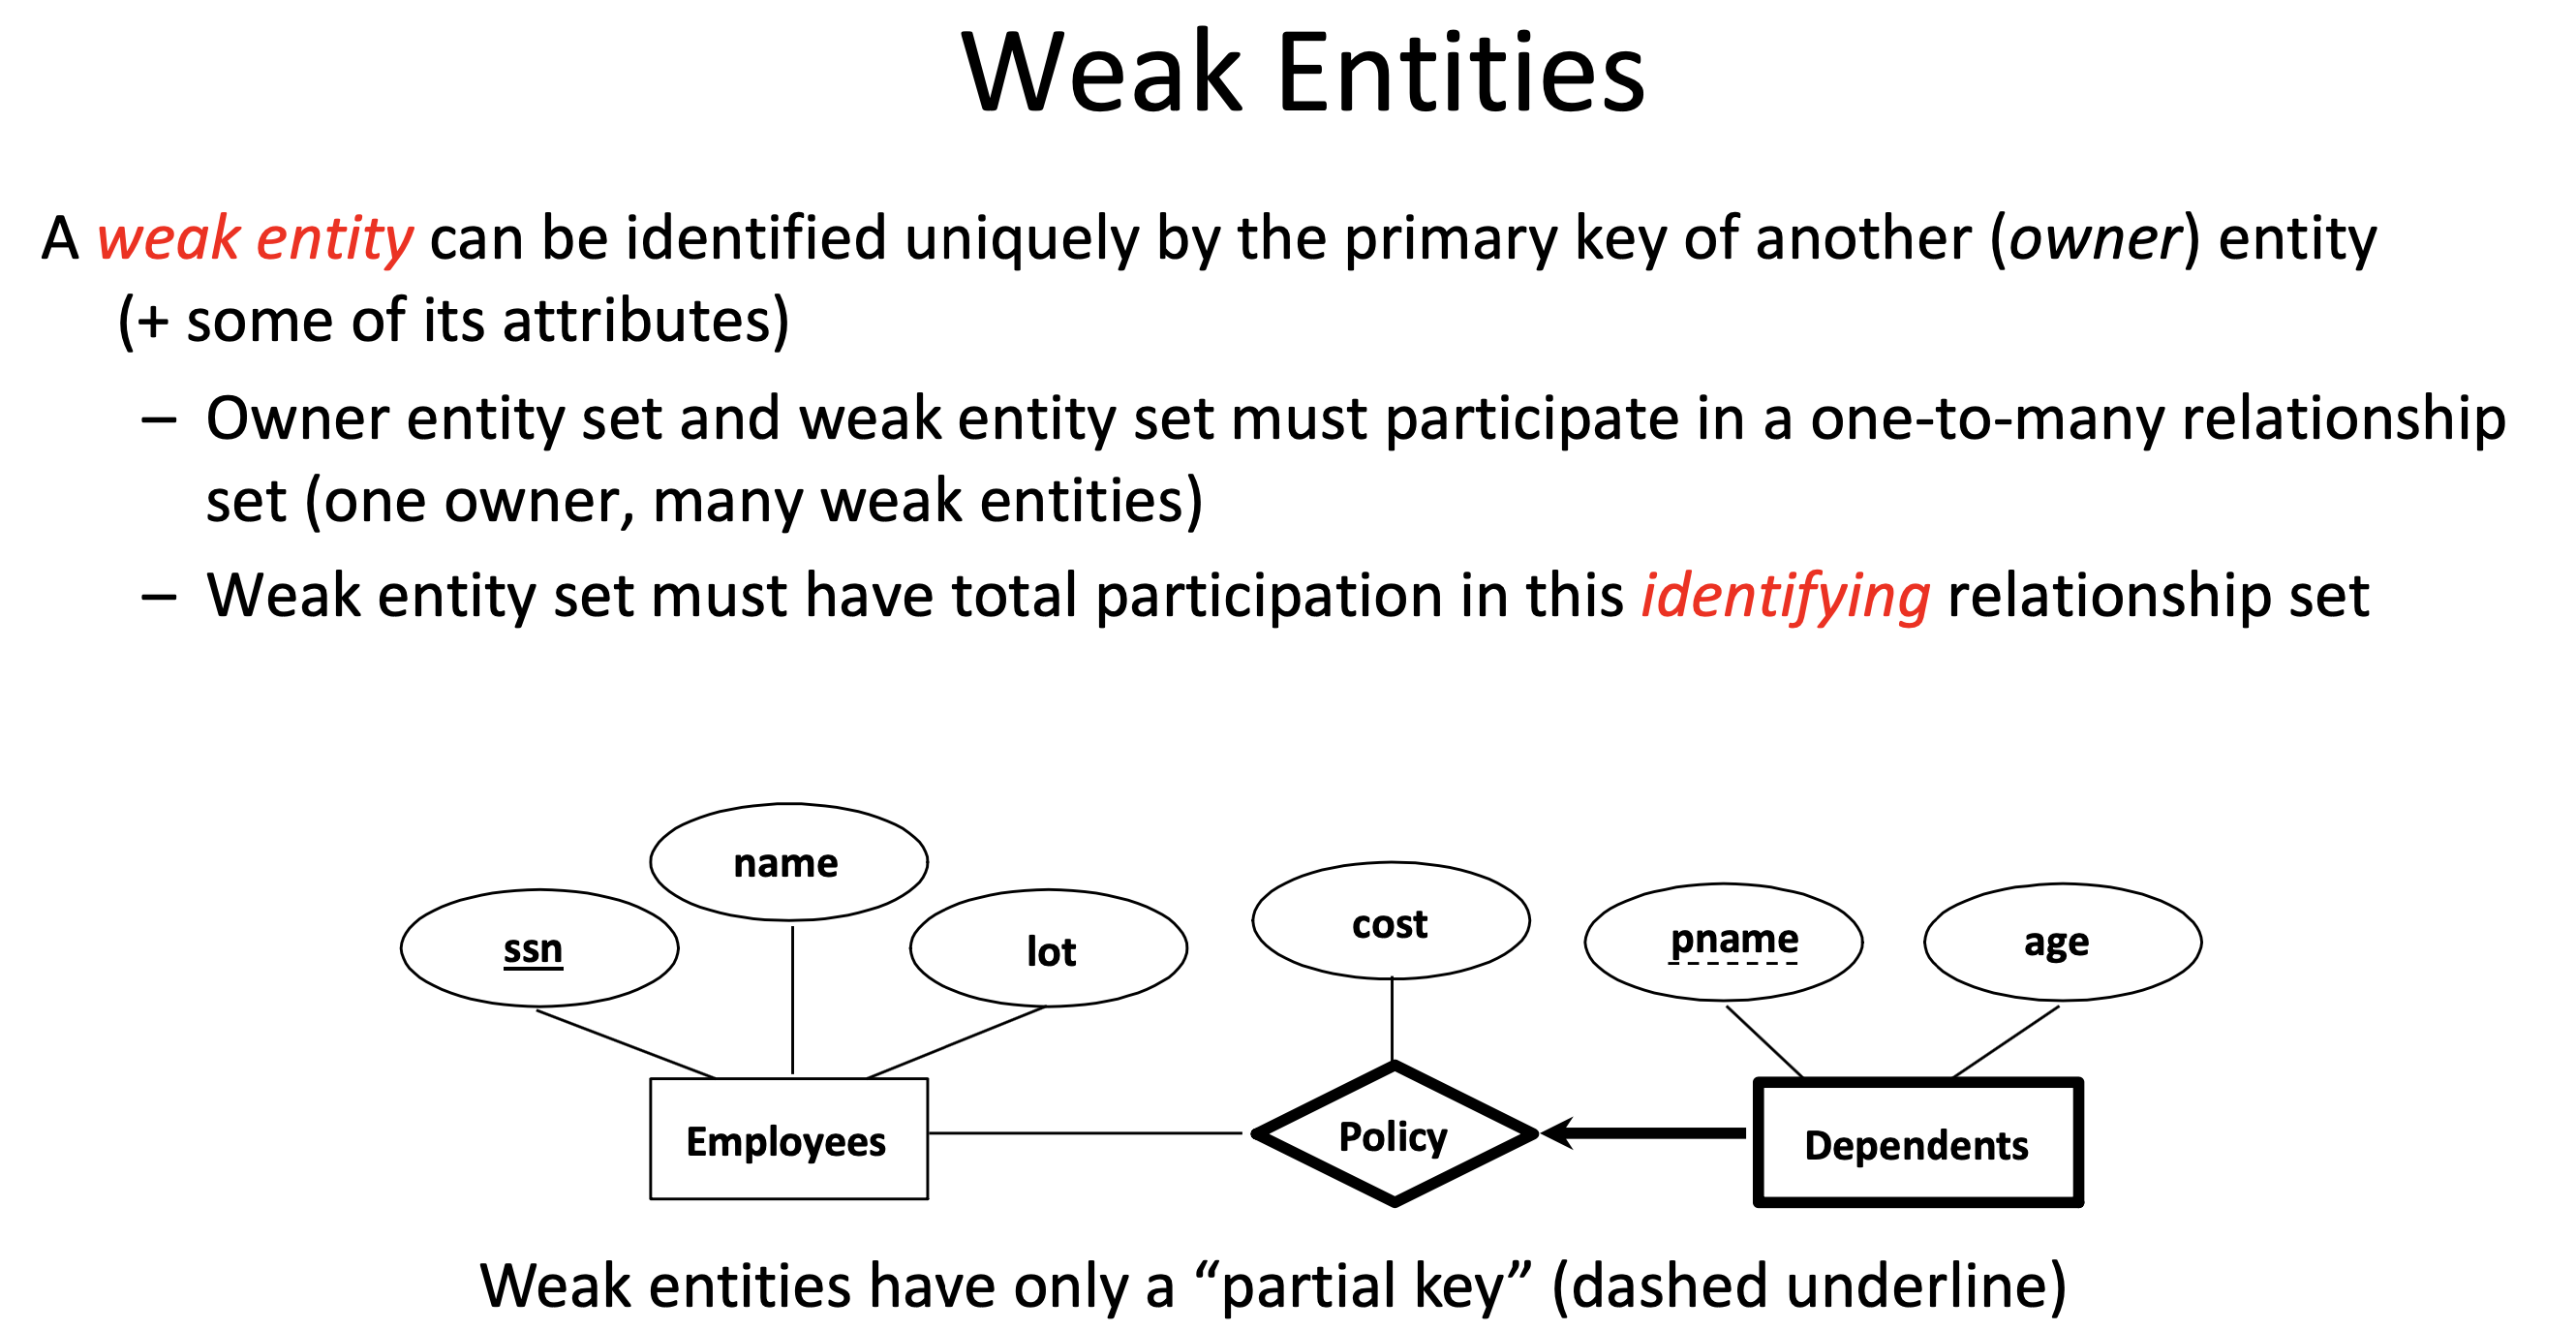 Weak Entities
A weak entity can be identified uniquely by the primary key of another (owner) entity
(+ some of its attributes)
– Owner entity set and weak entity set must participate in a one-to-many relationship
set (one owner, many weak entities)
– Weak entity set must have total participation in this identifying relationship set
name
ssn
lot
cost
pname
age
Employees
Policy
Dependents
Weak entities have only a “partial key” (dashed underline)